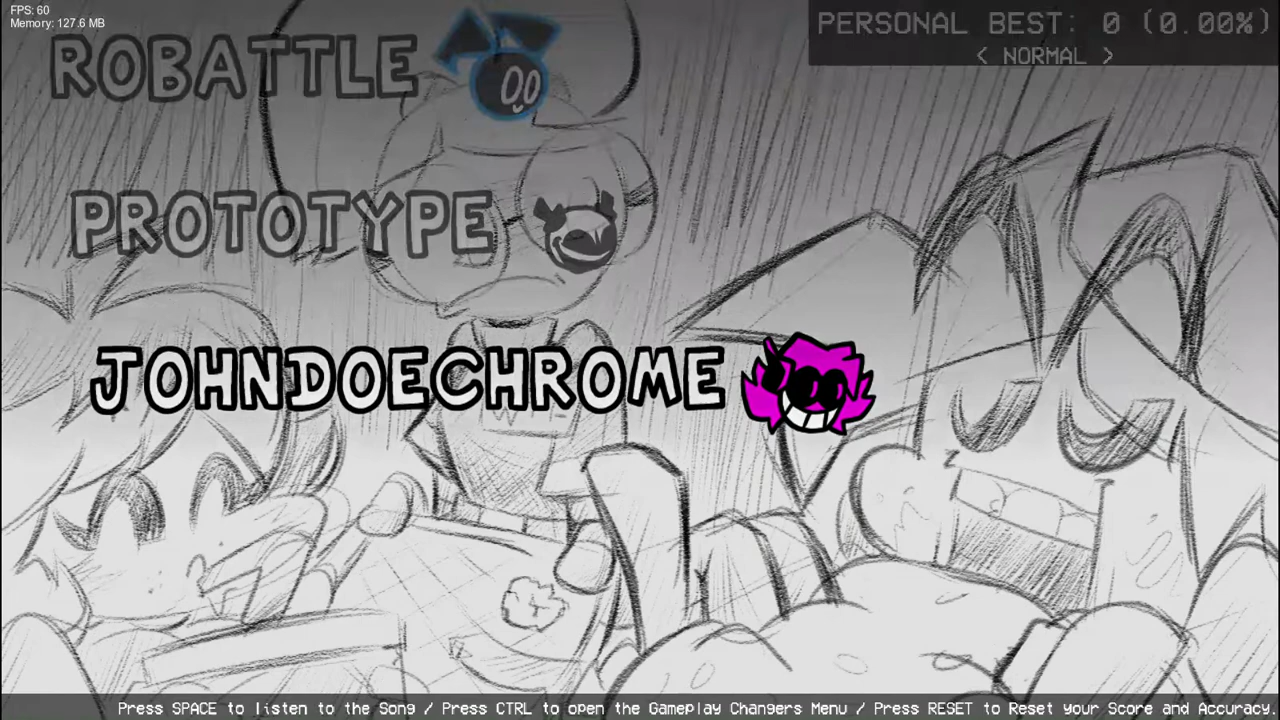 FPS: 60
Memory: 127.6 MB
PERSONAL BEST: 0 (0.00%)
< NORMAL >
ROBATTLE
PROTOTYPE
JOHNDOECHROME
Press SPACE to listen to the Song / Press CTRL to open the Gameplay Changers Menu / Press RESET to Reset your Score and Accuracy.